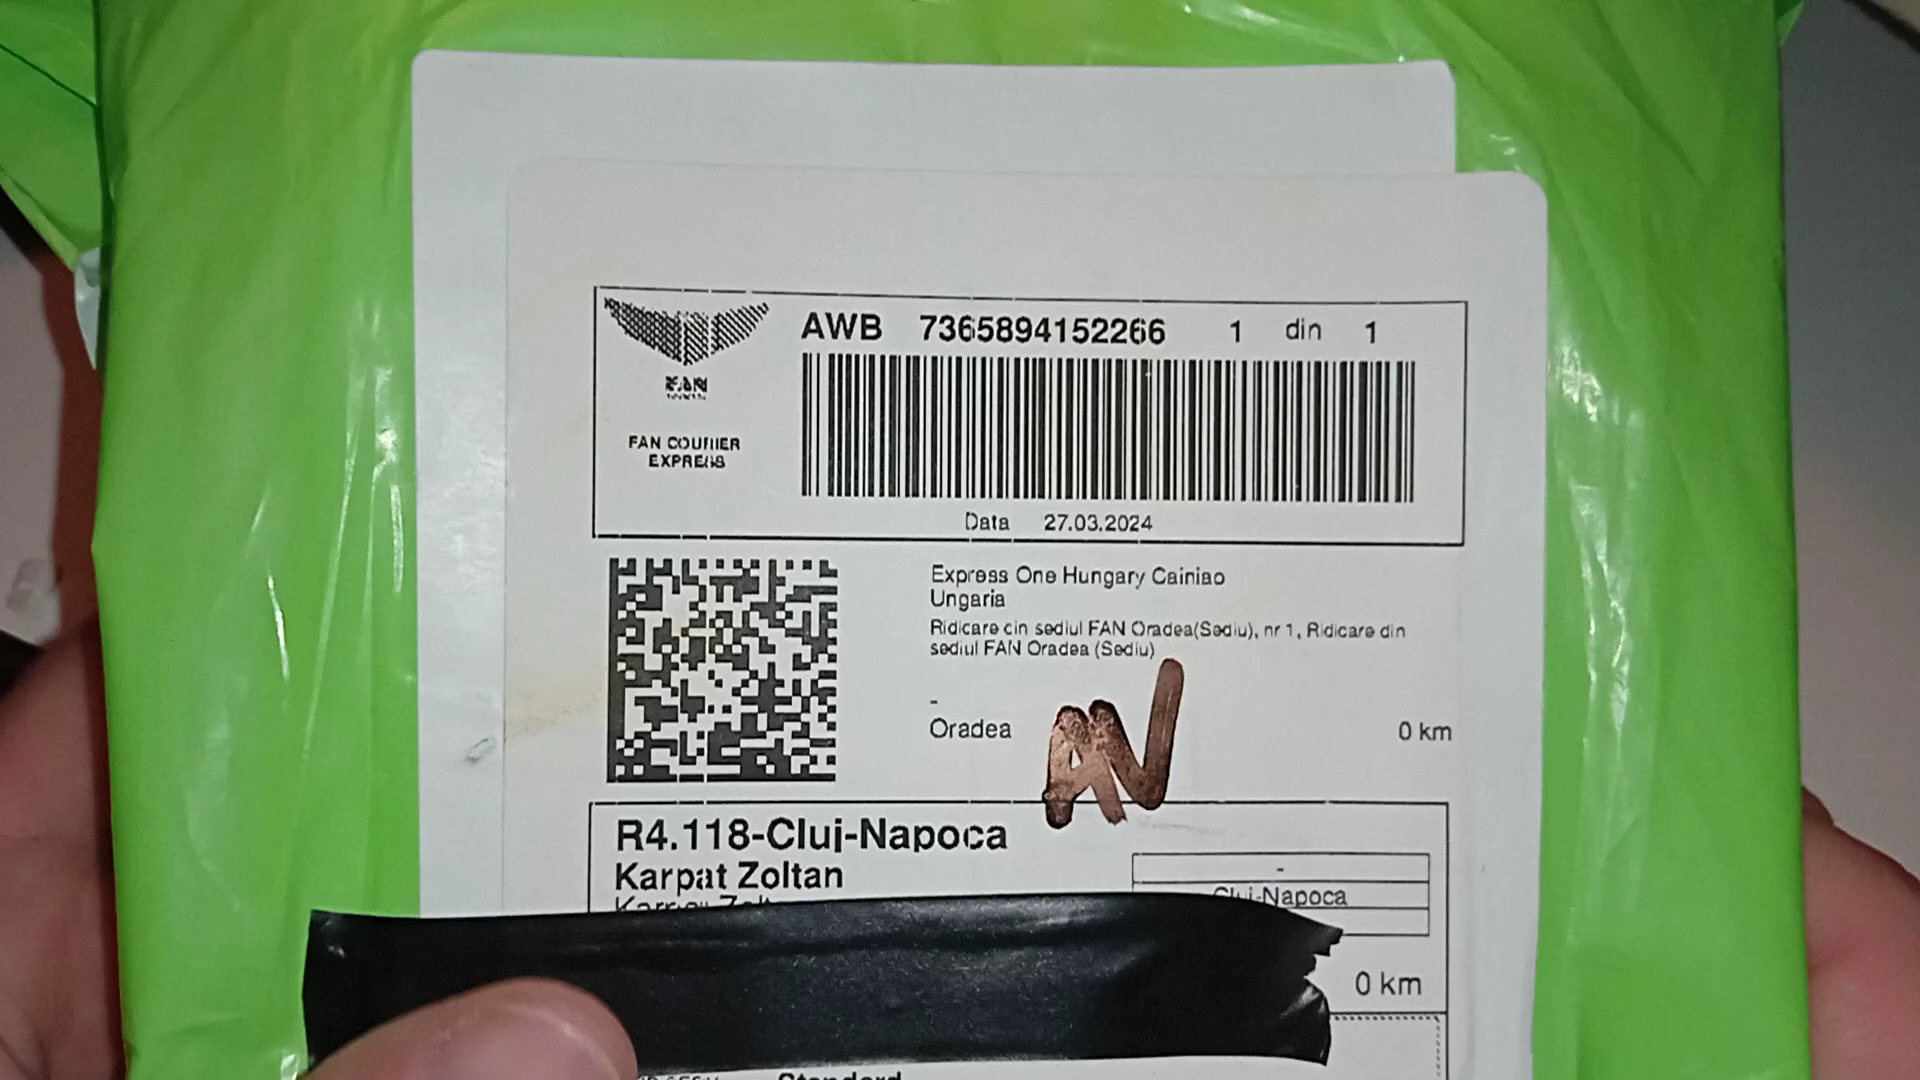 AWB 7365894152266 1 din 1
FAN
FAN COURIER
EXPRESS
Data 27.03.2024
Express One Hungary Cainiao
Ungaria
Ridicare din sediul FAN Oradea(Sediu), nr 1, Ridicare din
sediul FAN Oradea (Sediu)
-
Oradea
0 km
AN
R4.118-Cluj-Napoca
Karpat Zoltan
-
Cluj-Napoca
0 km
Standard